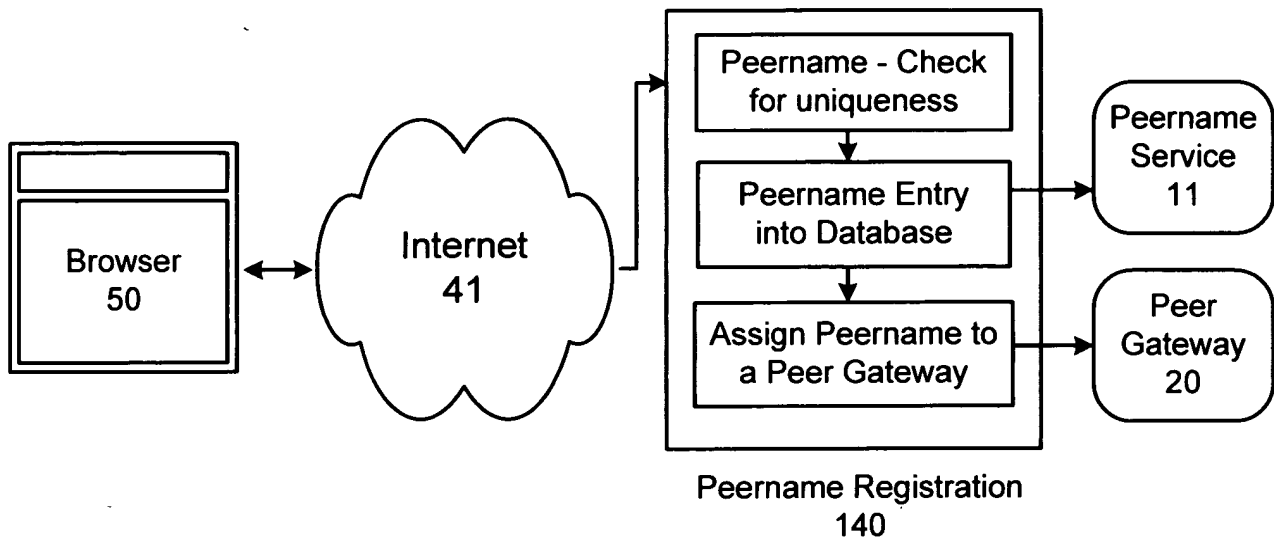 Browser
50
Internet
41
Peername - Check
for uniqueness
Peername Entry
into Database
Assign Peername to
a Peer Gateway
Peername
Service
11
Peer
Gateway
20
Peername Registration
140